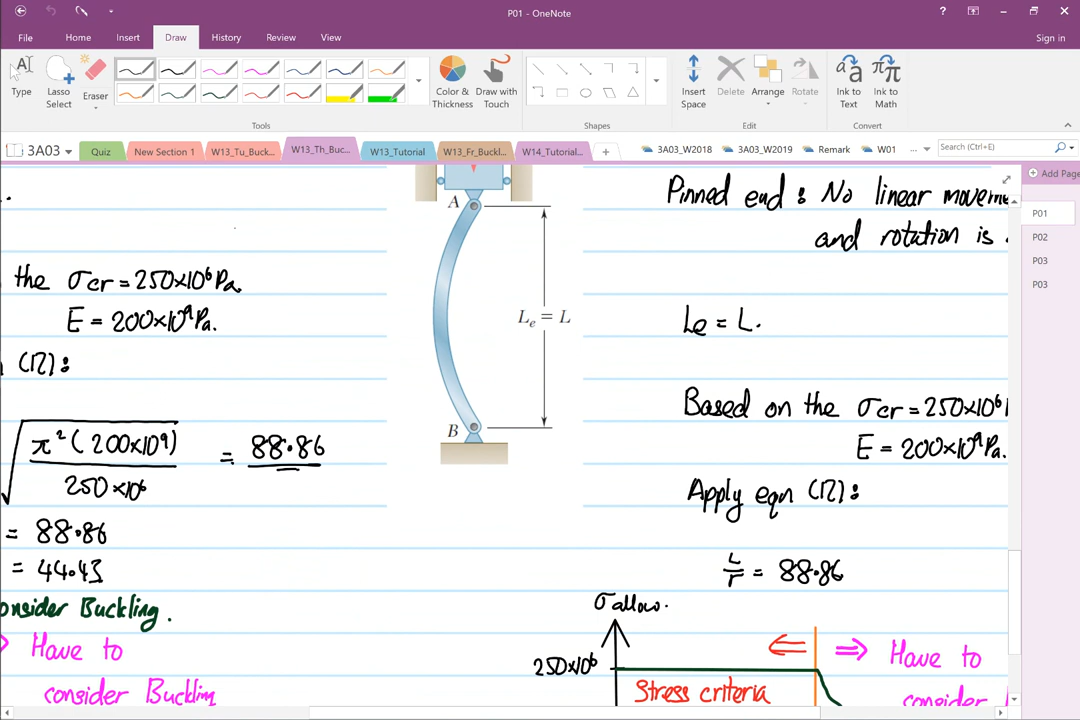 P01 - OneNote
File Home Insert Draw History Review View
Sign in
Type
Lasso Select
Eraser
Color & Thickness
Draw with Touch
Insert Space
Delete
Arrange
Rotate
Ink to Text
Ink to Math
Tools
Shapes
Edit
Convert
3A03
Quiz
New Section 1
W13_Tu_Buck...
W13_Th_Buc...
W13_Tutorial
W13_Fr_Buckl...
W14_Tutorial...
3A03_W2018
3A03_W2019
Remark
W01
...
Search (Ctrl+E)
Add Page
P01
P02
P03
P03
the σcr = 250×10⁶ Pa.
E = 200×10⁹ Pa.
(Ω):
π² (200×10⁹)
250×10⁶
= 88.86
= 88.86
= 44.43
onsider Buckling.
Have to
consider Buckling
A
Le = L
B
Pinned end : No linear moveme
and rotation is
Le = L.
Based on the σcr = 250×10⁶
E = 200×10⁹ Pa.
Apply eqn (Ω):
L/r = 88.86
σallow.
250×10⁶
⇐ ⇒ Have to
Stress criteria
consider